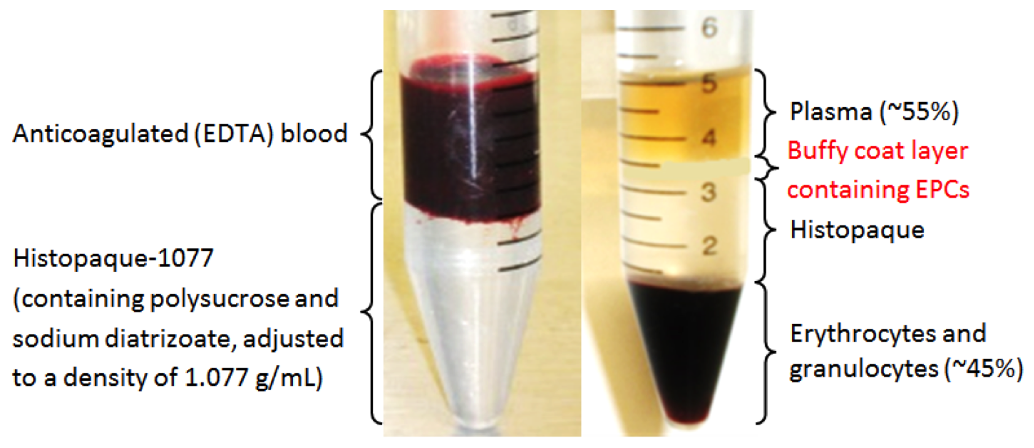 Anticoagulated (EDTA) blood
Histopaque-1077
(containing polysucrose and
sodium diatrizoate, adjusted
to a density of 1.077 g/mL)
6
5
4
3
2
Plasma (~55%)
Buffy coat layer
containing EPCs
Histopaque
Erythrocytes and
granulocytes (~45%)